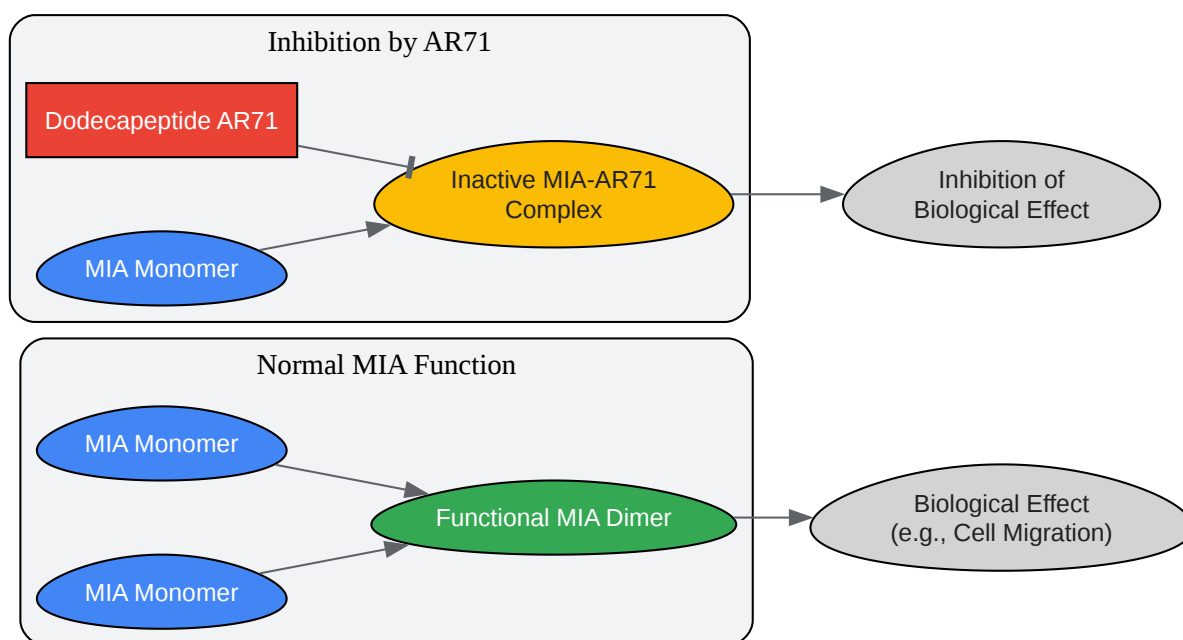 Inhibition by AR71
Dodecapeptide AR71
Inactive MIA-AR71
Complex
MIA Monomer
Inhibition of
Biological Effect
Normal MIA Function
MIA Monomer
Functional MIA Dimer
MIA Monomer
Biological Effect
(e.g., Cell Migration)